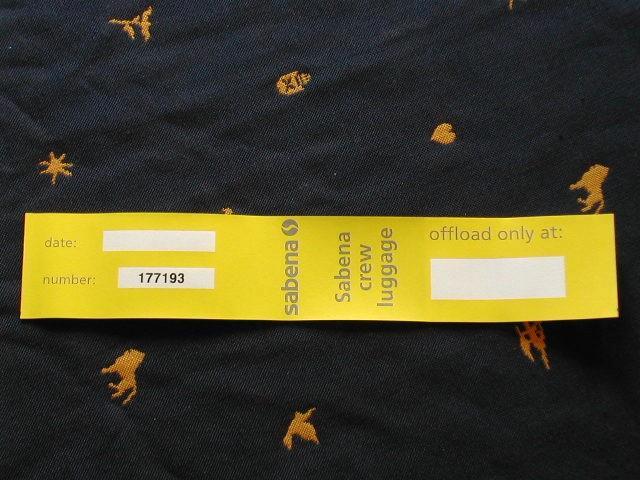 date:
number: 177193
sabena
Sabena
crew
luggage
offload only at: